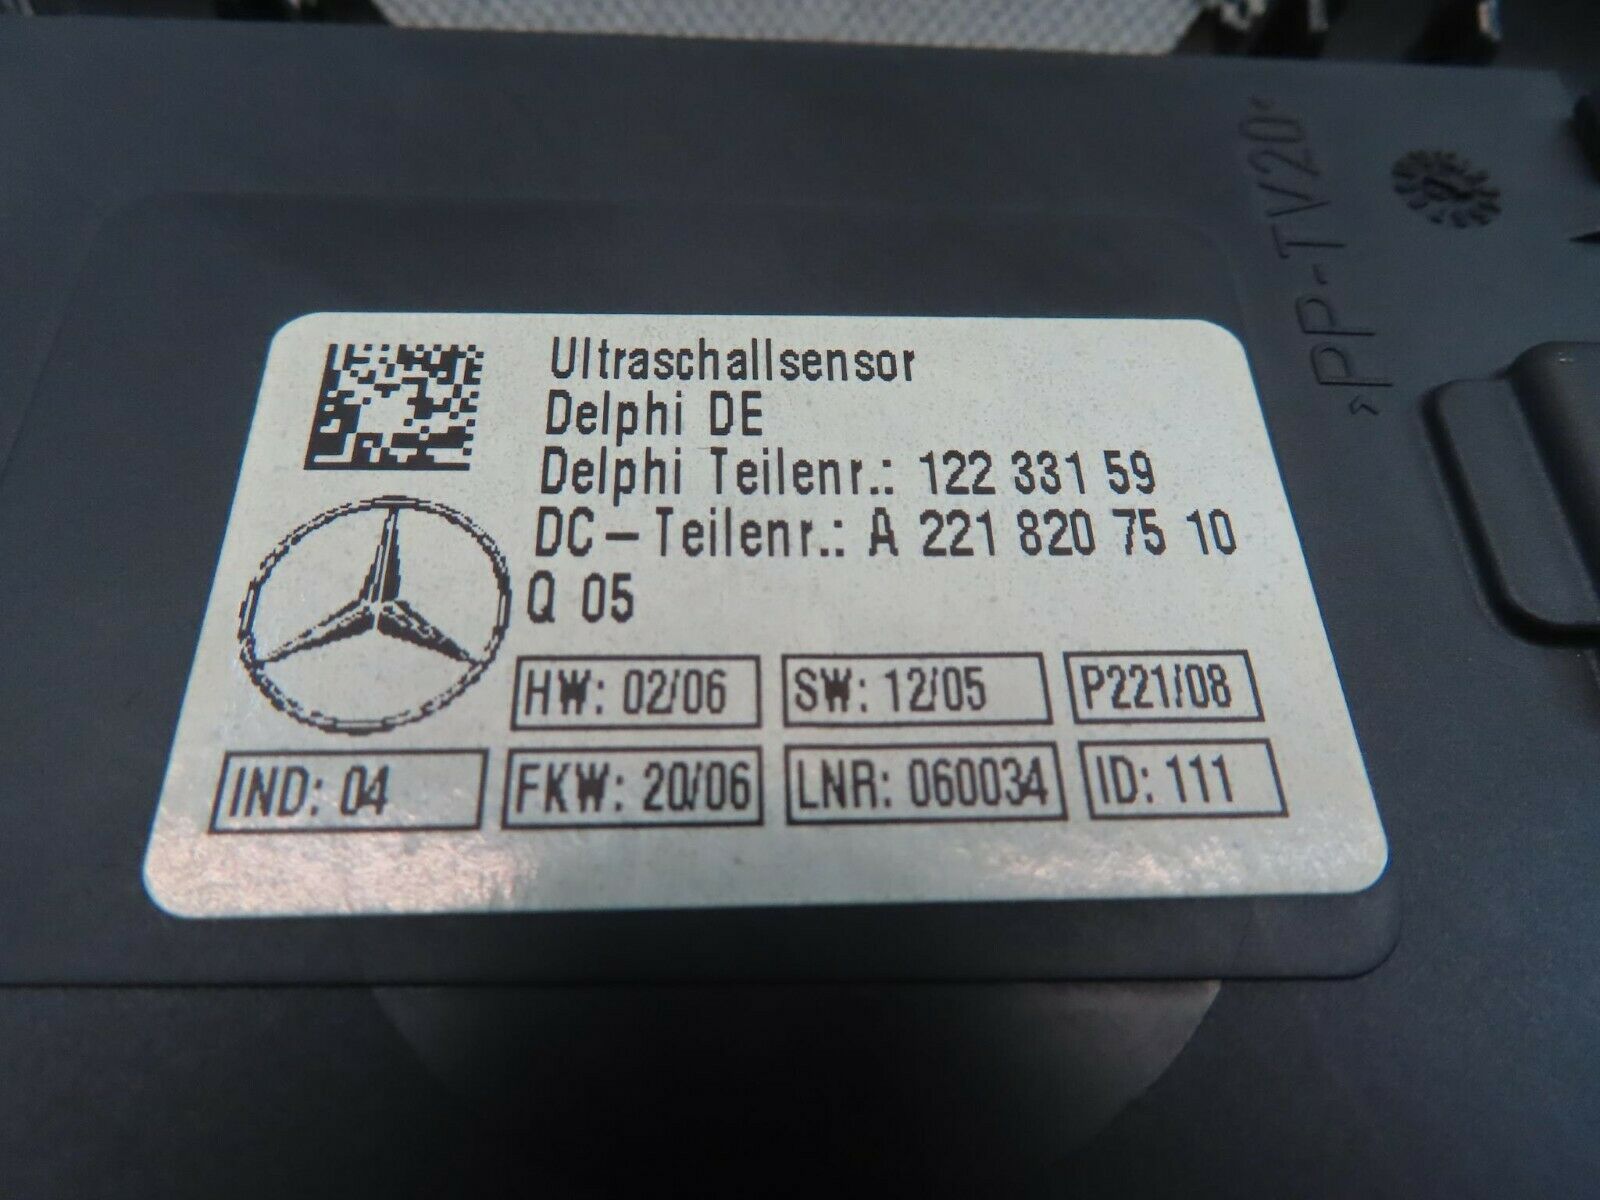 Ultraschallsensor
Delphi DE
Delphi Teilenr.: 122 331 59
DC-Teilenr.: A 221 820 75 10
Q 05
HW: 02/06
SW: 12/05
P221/08
IND: 04
FKW: 20/06
LNR: 060034
ID: 111
>PP-TV20<